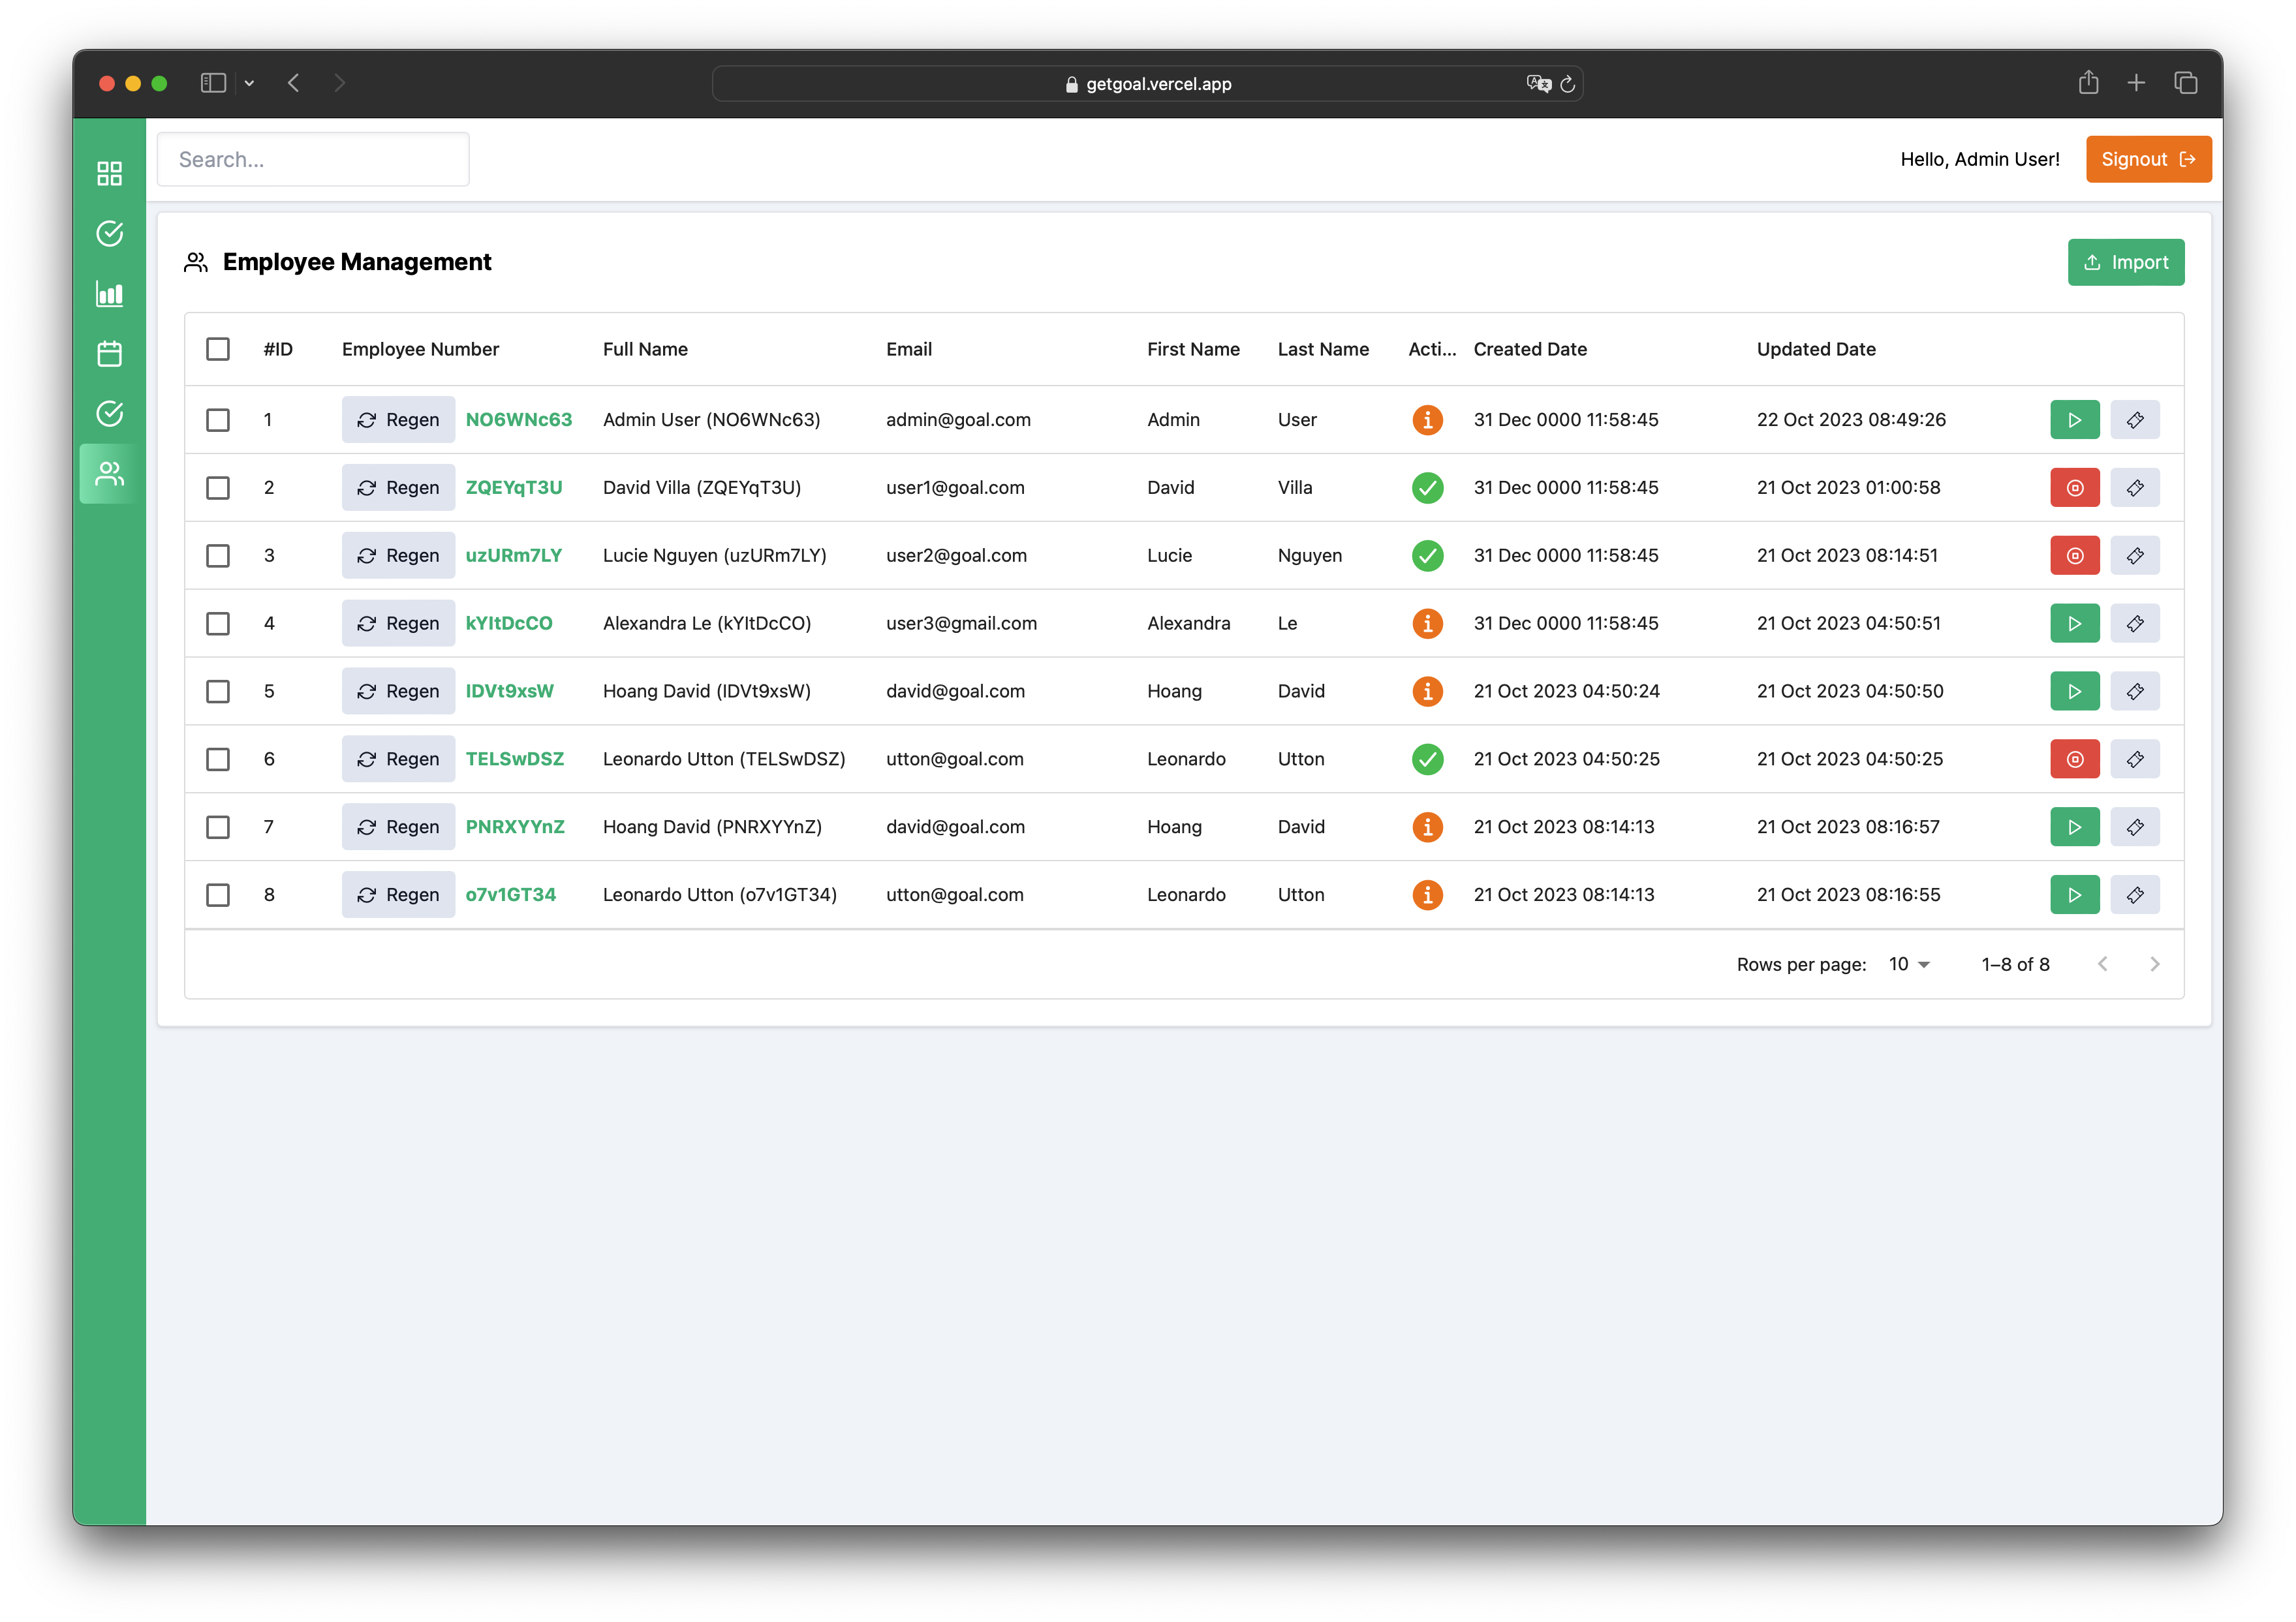 getgoal.vercel.app
Search...
Hello, Admin User!
Signout
Employee Management
Import
#ID Employee Number Full Name Email First Name Last Name Acti... Created Date Updated Date
1 Regen NO6WNc63 Admin User (NO6WNc63) admin@goal.com Admin User 31 Dec 0000 11:58:45 22 Oct 2023 08:49:26
2 Regen ZQEYqT3U David Villa (ZQEYqT3U) user1@goal.com David Villa 31 Dec 0000 11:58:45 21 Oct 2023 01:00:58
3 Regen uzURm7LY Lucie Nguyen (uzURm7LY) user2@goal.com Lucie Nguyen 31 Dec 0000 11:58:45 21 Oct 2023 08:14:51
4 Regen kYltDcCO Alexandra Le (kYltDcCO) user3@gmail.com Alexandra Le 31 Dec 0000 11:58:45 21 Oct 2023 04:50:51
5 Regen IDVt9xsW Hoang David (IDVt9xsW) david@goal.com Hoang David 21 Oct 2023 04:50:24 21 Oct 2023 04:50:50
6 Regen TELSwDSZ Leonardo Utton (TELSwDSZ) utton@goal.com Leonardo Utton 21 Oct 2023 04:50:25 21 Oct 2023 04:50:25
7 Regen PNRXYYnZ Hoang David (PNRXYYnZ) david@goal.com Hoang David 21 Oct 2023 08:14:13 21 Oct 2023 08:16:57
8 Regen o7v1GT34 Leonardo Utton (o7v1GT34) utton@goal.com Leonardo Utton 21 Oct 2023 08:14:13 21 Oct 2023 08:16:55
Rows per page: 10 1–8 of 8